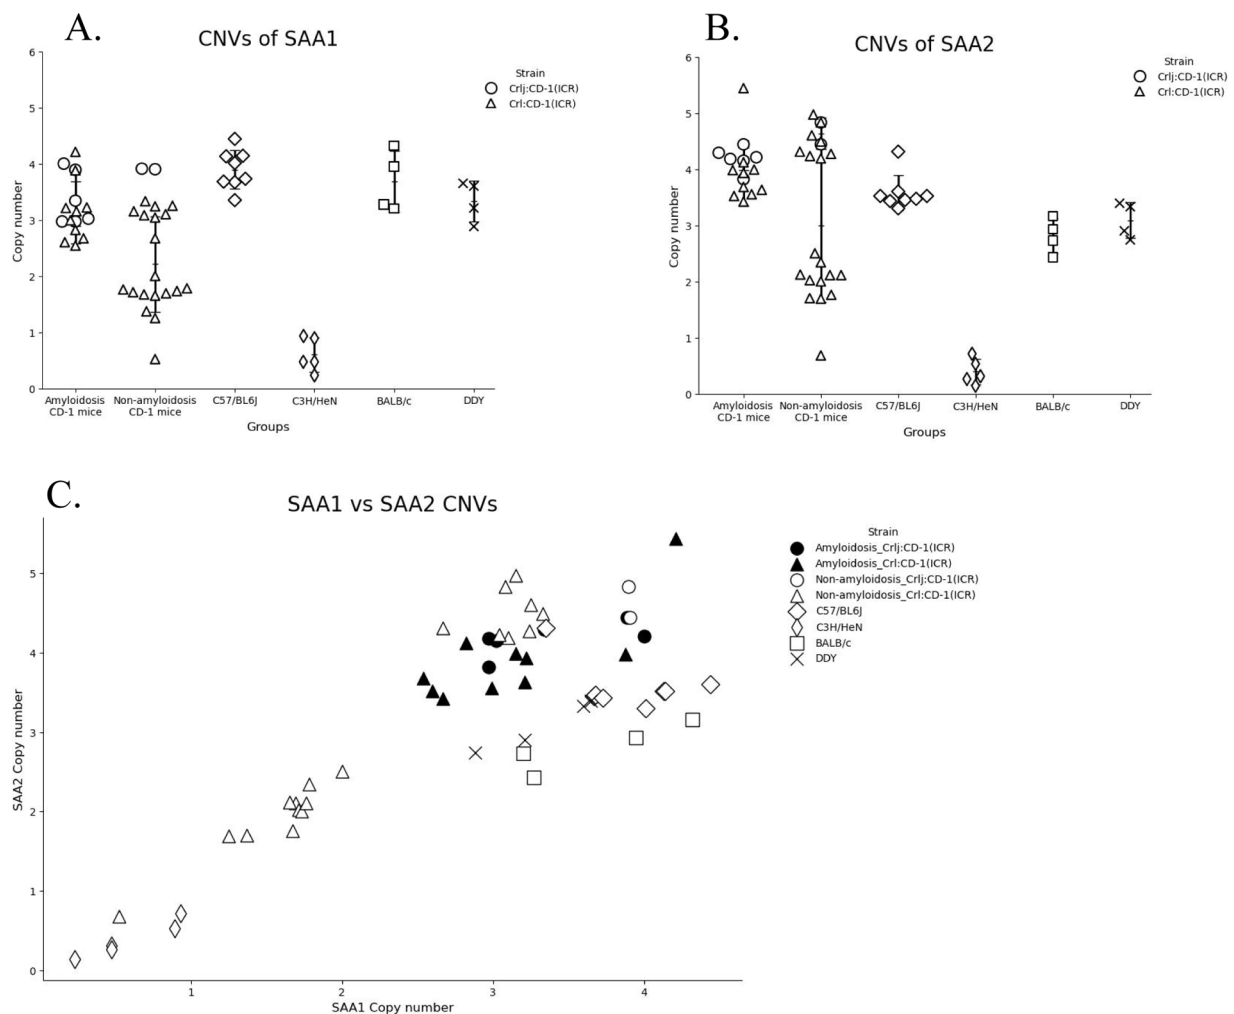 A.
CNVs of SAA1
6
5
4
3
2
1
0
Copy number
Strain
Crlj:CD-1(ICR)
Crl:CD-1(ICR)
Amyloidosis
CD-1 mice
Non-amyloidosis
CD-1 mice
C57/BL6J
C3H/HeN
BALB/c
DDY
Groups
B.
CNVs of SAA2
6
5
4
3
2
1
0
Copy number
Strain
Crlj:CD-1(ICR)
Crl:CD-1(ICR)
Amyloidosis
CD-1 mice
Non-amyloidosis
CD-1 mice
C57/BL6J
C3H/HeN
BALB/c
DDY
Groups
C.
SAA1 vs SAA2 CNVs
5
4
3
2
1
0
SAA2 Copy number
1
2
3
4
SAA1 Copy number
Strain
Amyloidosis_Crlj:CD-1(ICR)
Amyloidosis_Crl:CD-1(ICR)
Non-amyloidosis_Crlj:CD-1(ICR)
Non-amyloidosis_Crl:CD-1(ICR)
C57/BL6J
C3H/HeN
BALB/c
DDY